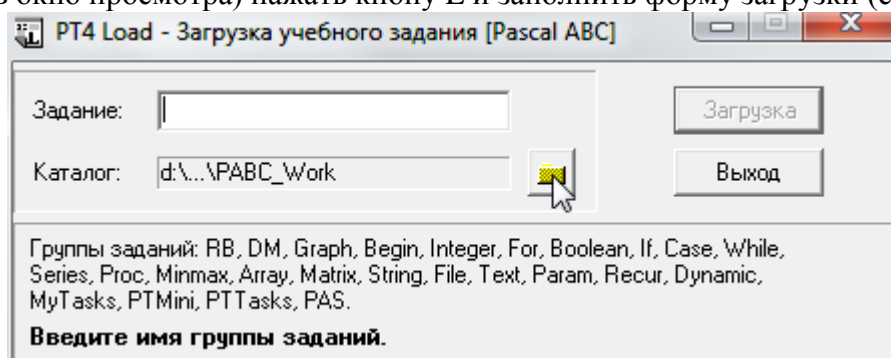 в окно просмотра) нажать кнопу L и заполнить форму загрузки (с
PT4 Load - Загрузка учебного задания [Pascal ABC]
Задание:
Загрузка
Каталог: d:\...\PABC_Work
Выход
Группы заданий: RB, DM, Graph, Begin, Integer, For, Boolean, If, Case, While,
Series, Proc, Minmax, Array, Matrix, String, File, Text, Param, Recur, Dynamic,
MyTasks, PTMini, PTTasks, PAS.
Введите имя группы заданий.